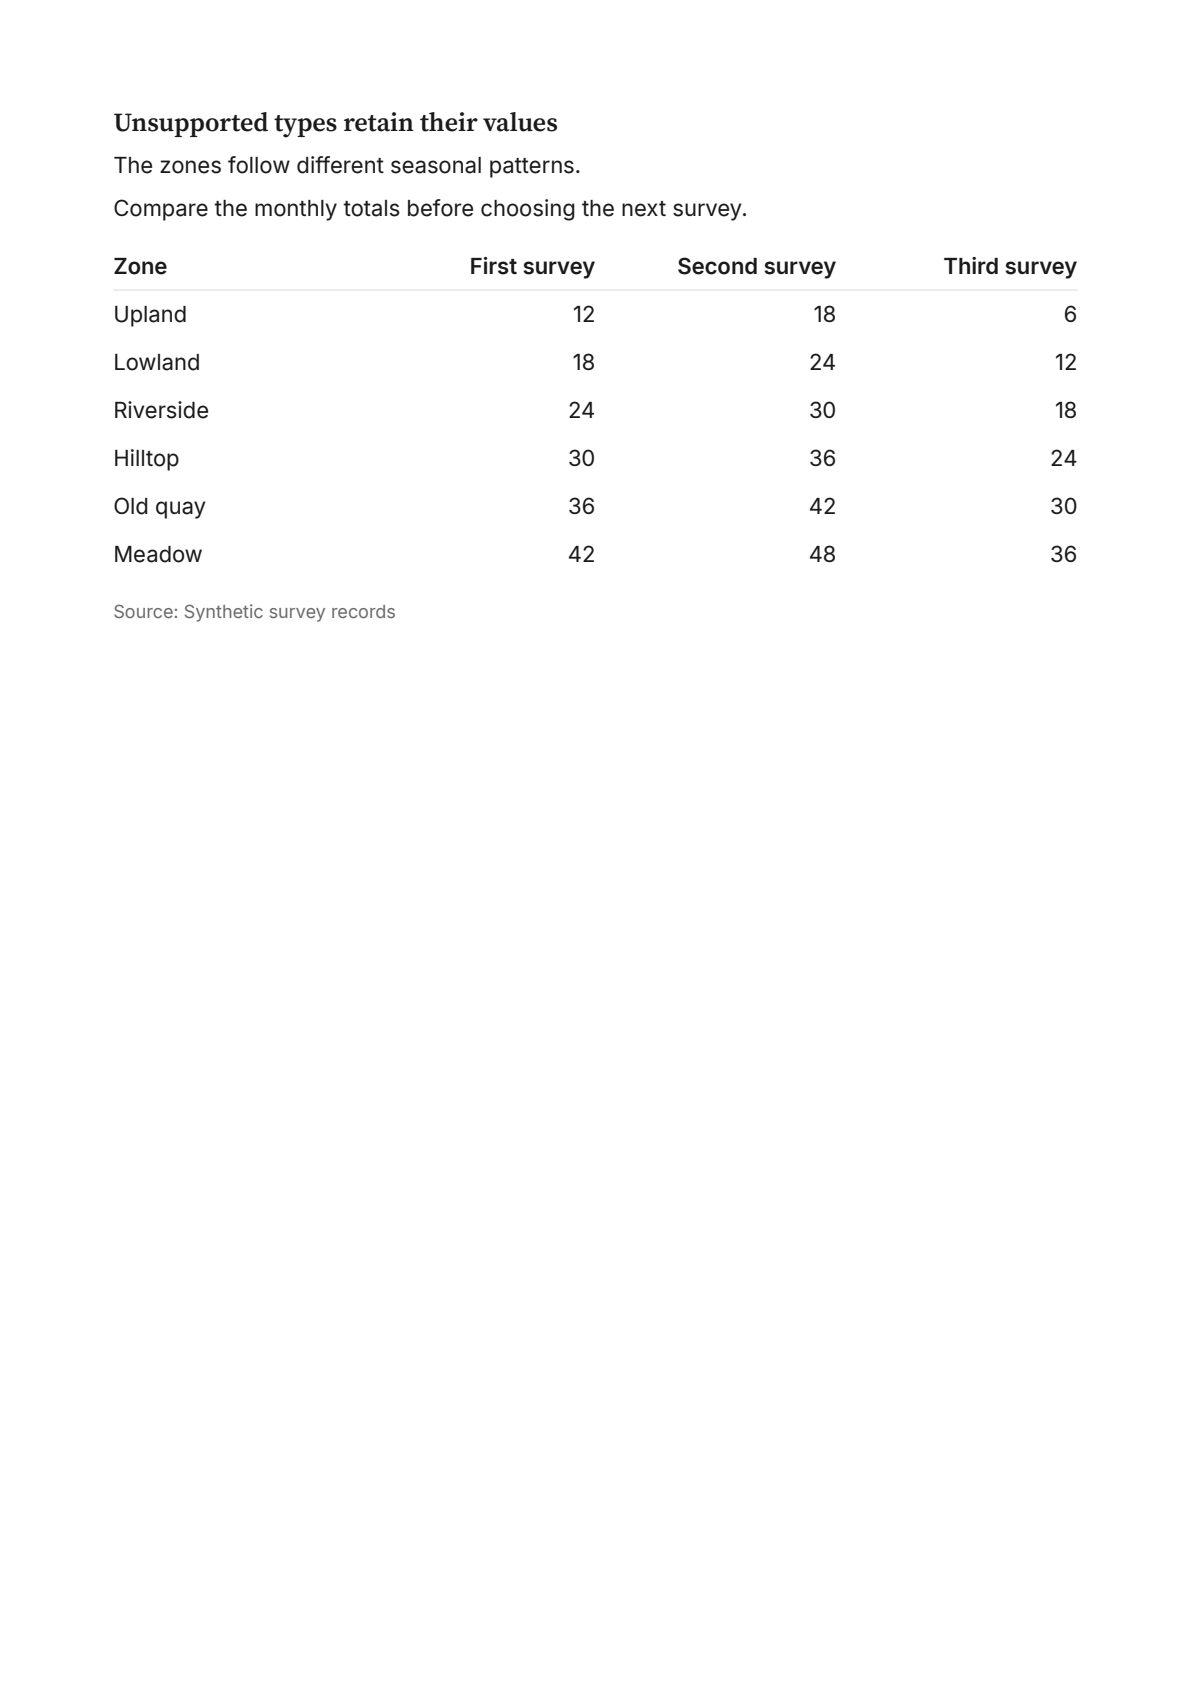 Unsupported types retain their values
The zones follow different seasonal patterns.
Compare the monthly totals before choosing the next survey.
Zone First survey Second survey Third survey
Upland 12 18 6
Lowland 18 24 12
Riverside 24 30 18
Hilltop 30 36 24
Old quay 36 42 30
Meadow 42 48 36
Source: Synthetic survey records